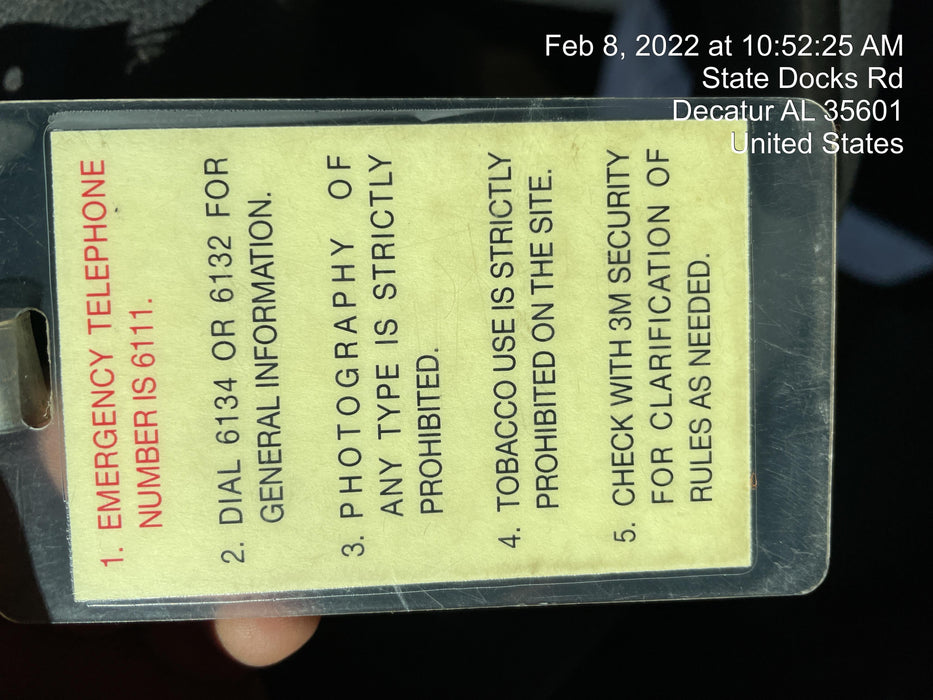 Feb 8, 2022 at 10:52:25 AM
State Docks Rd
Decatur AL 35601
United States
1. EMERGENCY TELEPHONE
NUMBER IS 6111.
2. DIAL 6134 OR 6132 FOR
GENERAL INFORMATION.
3. PHOTOGRAPHY OF
ANY TYPE IS STRICTLY
PROHIBITED.
4. TOBACCO USE IS STRICTLY
PROHIBITED ON THE SITE.
5. CHECK WITH 3M SECURITY
FOR CLARIFICATION OF
RULES AS NEEDED.